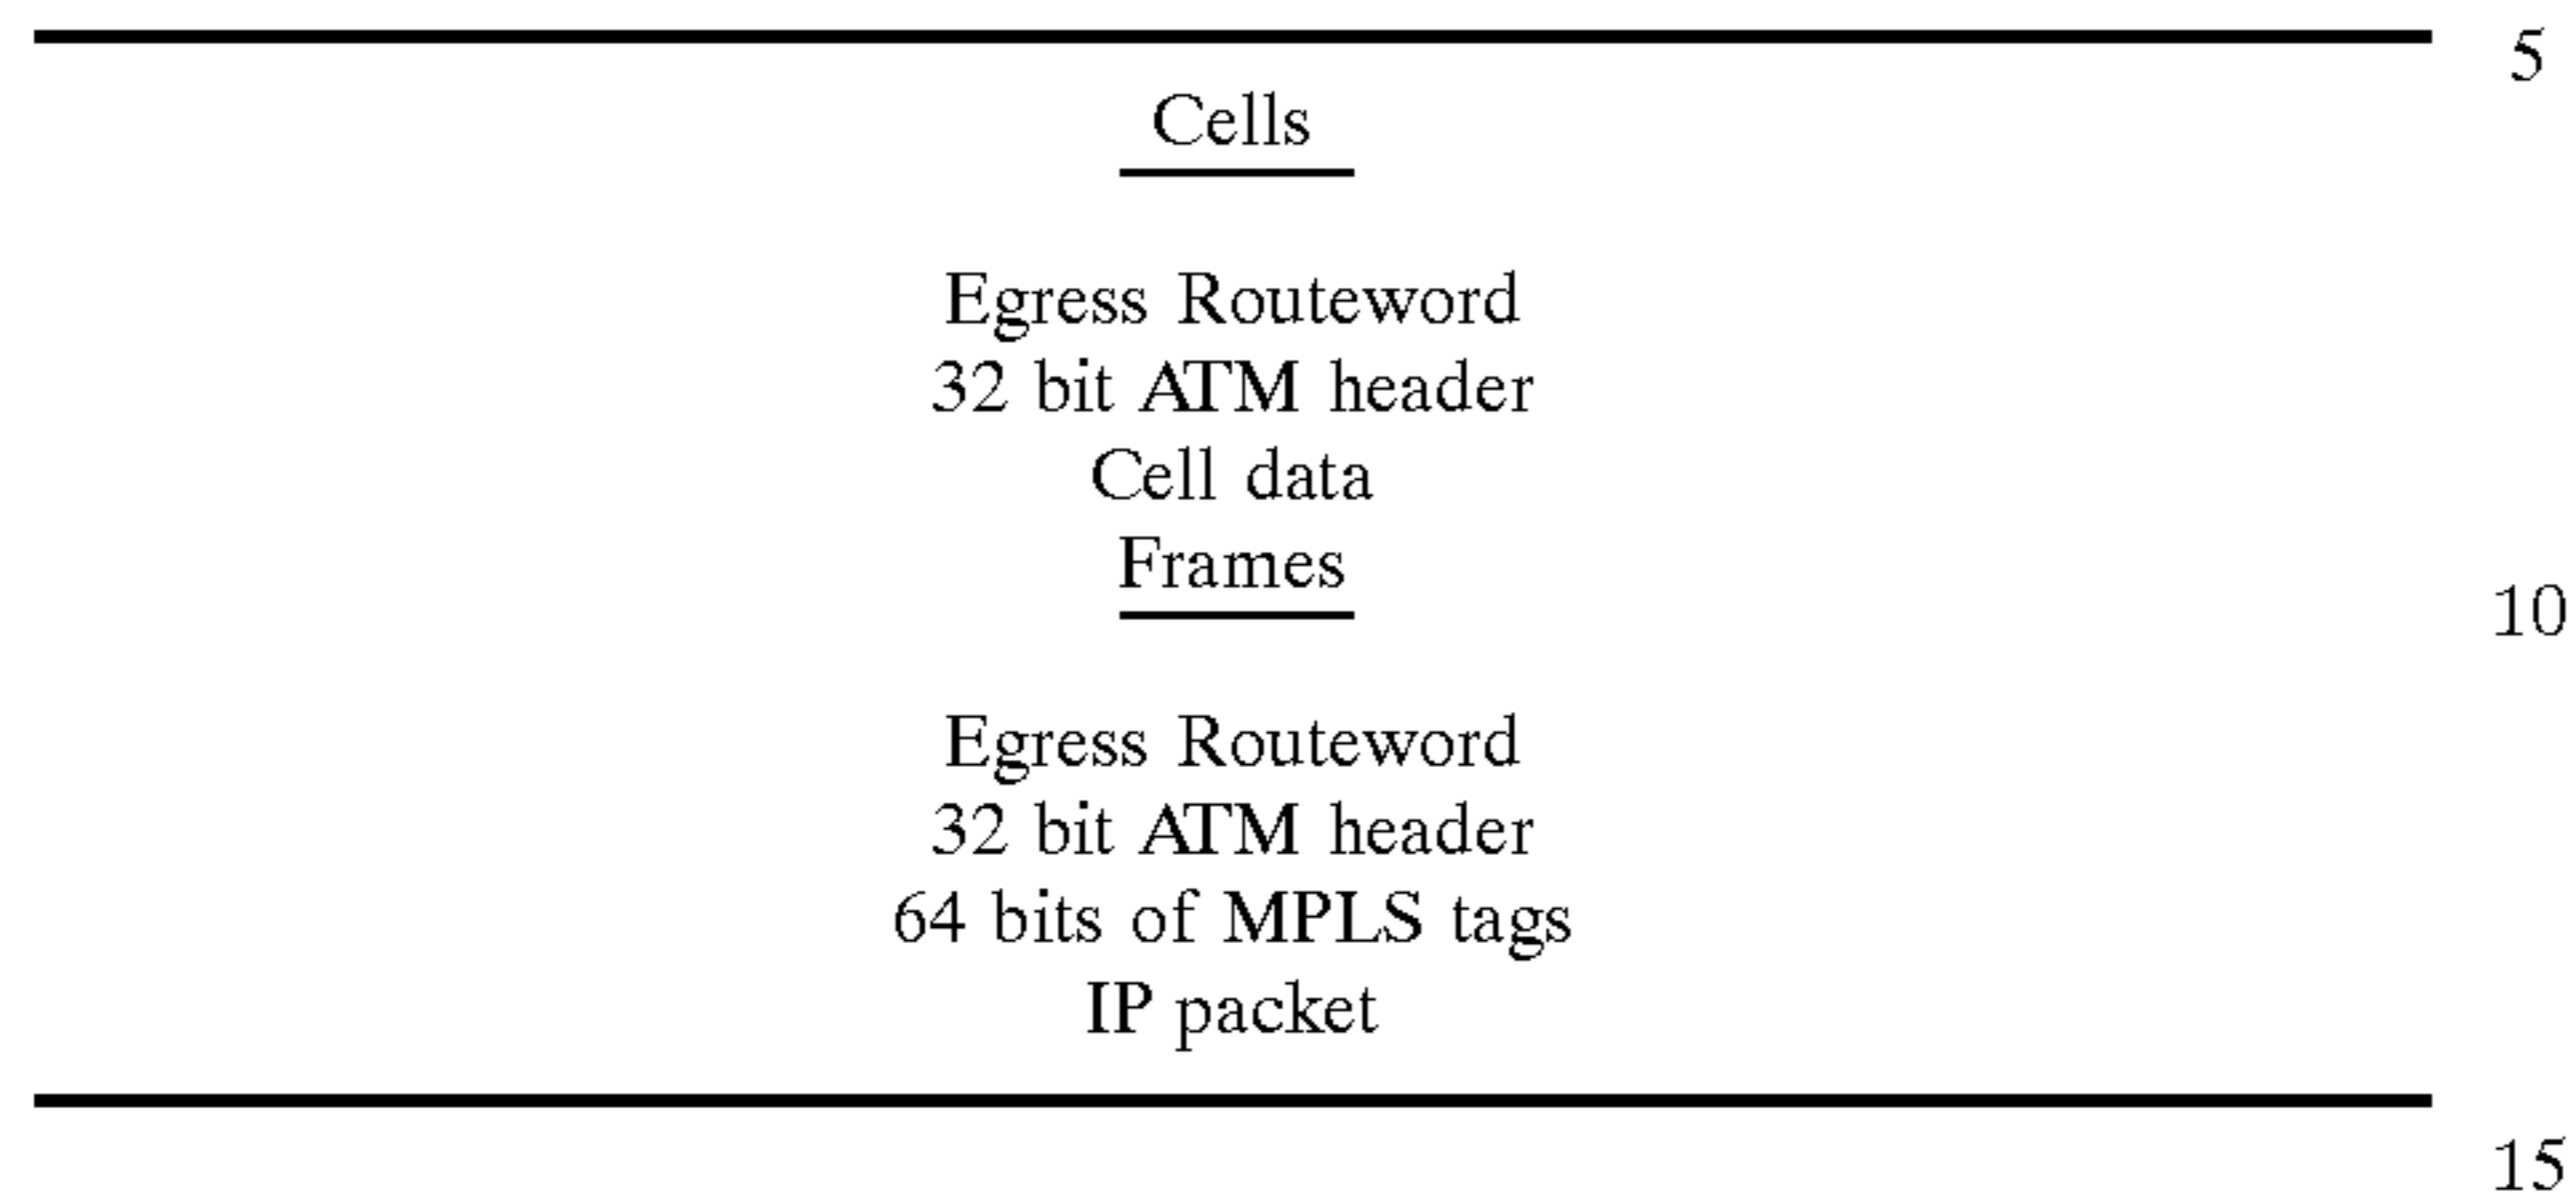 5
Cells
Egress Routeword
32 bit ATM header
Cell data
Frames
10
Egress Routeword
32 bit ATM header
64 bits of MPLS tags
IP packet
15